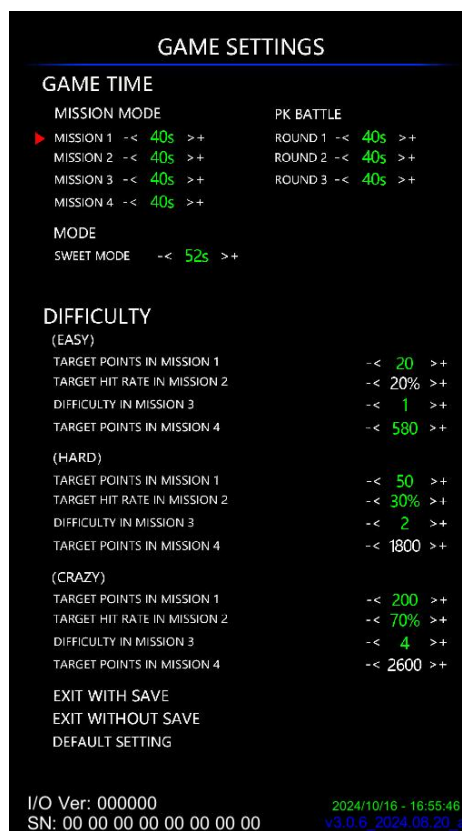 GAME SETTINGS
GAME TIME
MISSION MODE
MISSION 1 -< 40s >+
MISSION 2 -< 40s >+
MISSION 3 -< 40s >+
MISSION 4 -< 40s >+
PK BATTLE
ROUND 1 -< 40s >+
ROUND 2 -< 40s >+
ROUND 3 -< 40s >+
MODE
SWEET MODE -< 52s >+
DIFFICULTY
(EASY)
TARGET POINTS IN MISSION 1 -< 20 >+
TARGET HIT RATE IN MISSION 2 -< 20% >+
DIFFICULTY IN MISSION 3 -< 1 >+
TARGET POINTS IN MISSION 4 -< 580 >+
(HARD)
TARGET POINTS IN MISSION 1 -< 50 >+
TARGET HIT RATE IN MISSION 2 -< 30% >+
DIFFICULTY IN MISSION 3 -< 2 >+
TARGET POINTS IN MISSION 4 -< 1800 >+
(CRAZY)
TARGET POINTS IN MISSION 1 -< 200 >+
TARGET HIT RATE IN MISSION 2 -< 70% >+
DIFFICULTY IN MISSION 3 -< 4 >+
TARGET POINTS IN MISSION 4 -< 2600 >+
EXIT WITH SAVE
EXIT WITHOUT SAVE
DEFAULT SETTING
I/O Ver: 000000
2024/10/16 - 16:55:46
SN: 00 00 00 00 00 00 00 00
v3.0.6 2024.08.20